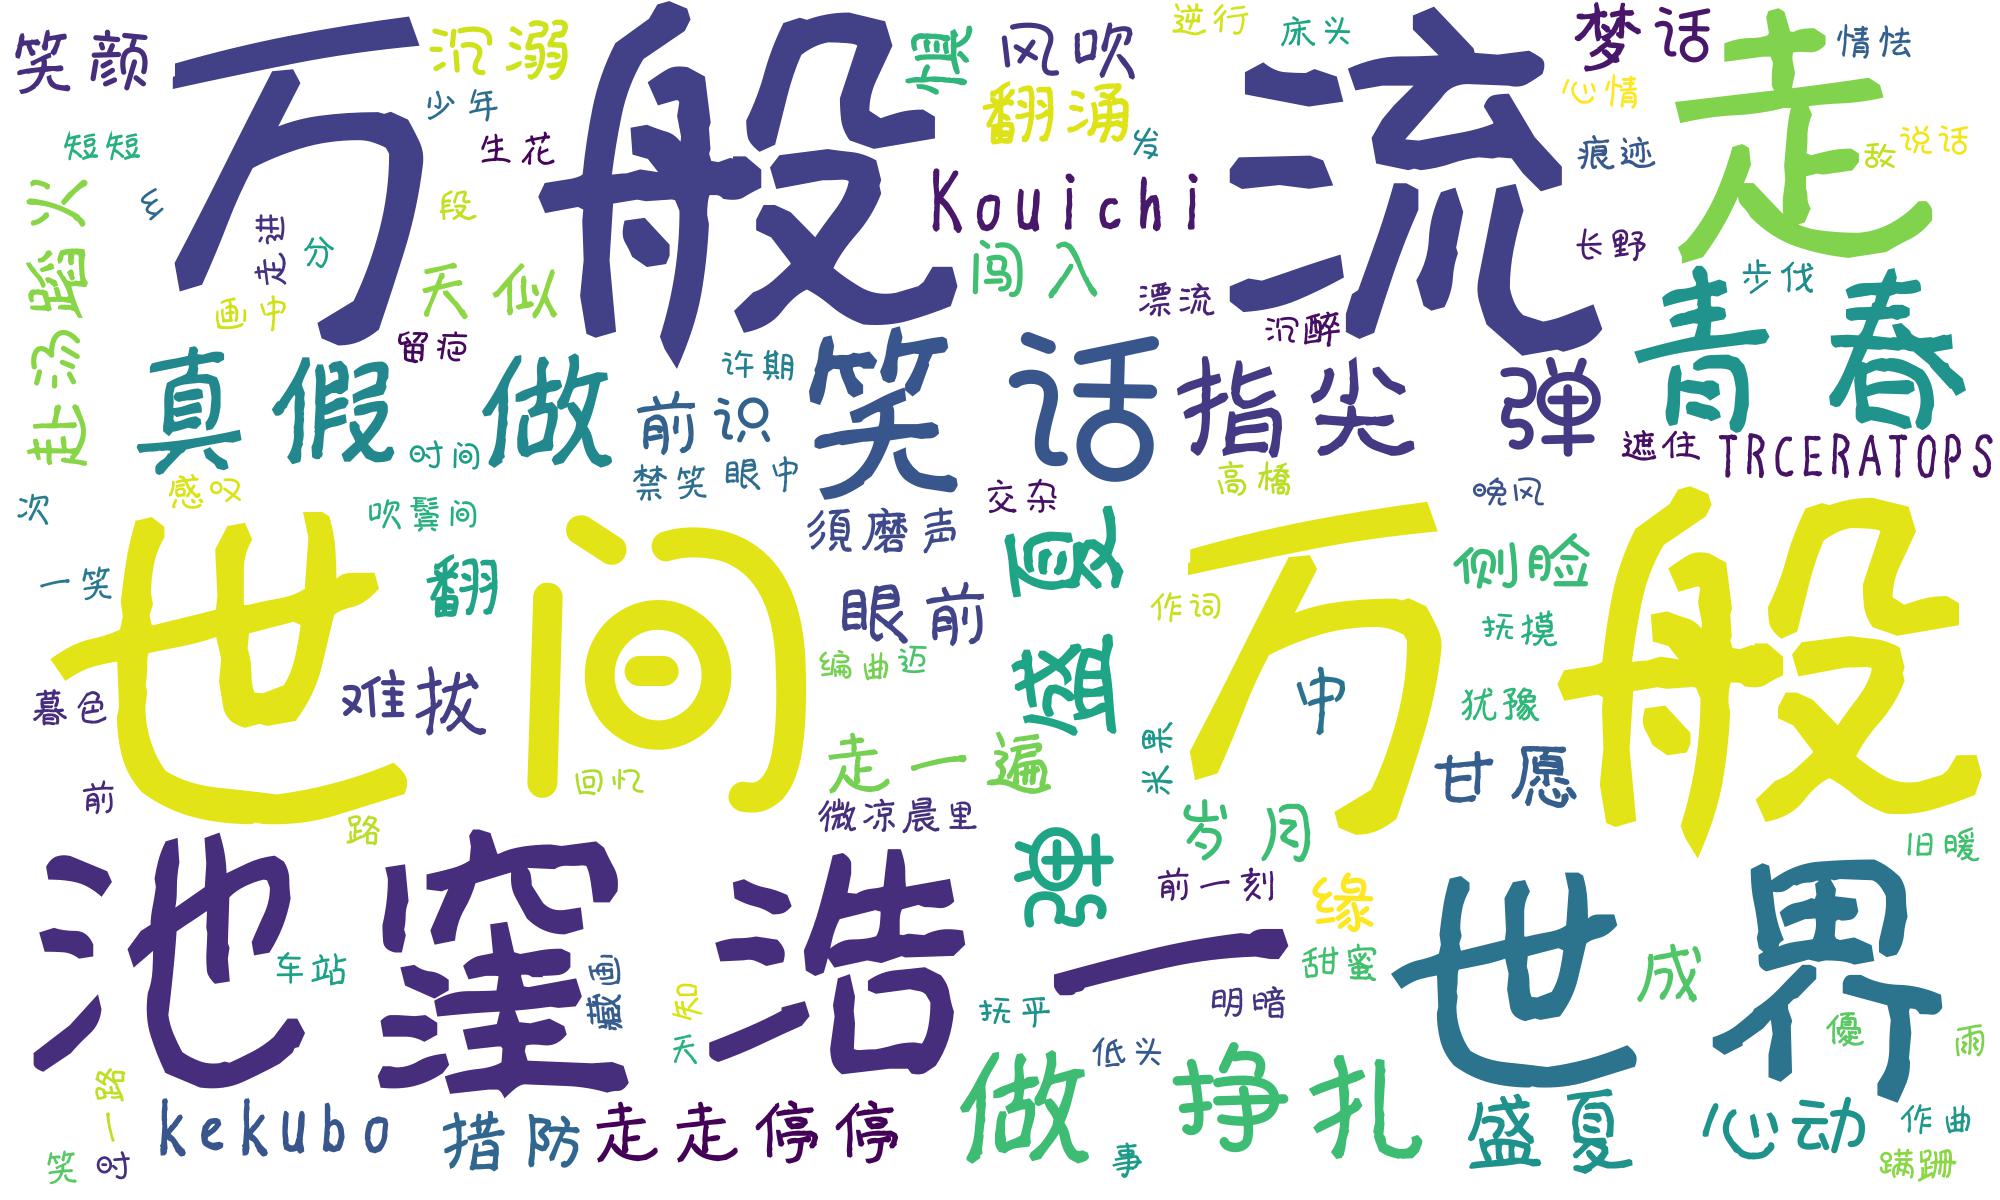 笑颜
万般
沉溺
惧
风吹
逆行
床头
流
梦话
走
情怯
心情
少年
翻涌
发
短短
生花
痕迹
敌
说话
赴汤蹈火
段
Kouichi
走进
分
天似
闯入
长野
步伐
画中
漂流
沉醉
留疤
青春
真假
做
许期
笑话
指尖
弹
前识
时间
遮住
TRCERATOPS
禁笑
眼中
感叹
高橋
交杂
晚风
次
吹鬓间
須磨声
世间
盛夏
万般
侧脸
一笑
翻
眼前
作词
抚摸
编曲
迈
难拔
中
犹豫
暮色
米果
走一遍
甘愿
回忆
前
微凉晨里
岁月
路
旧暖
池窪浩一
弹
前一刻
缘
世界
车站
甜蜜
成
藏画
知
抚平
明暗
優
雨
天
低头
做
挣扎
一路
kekubo
措防
走走停停
盛夏
心动
作曲
笑
时
事
蹒跚